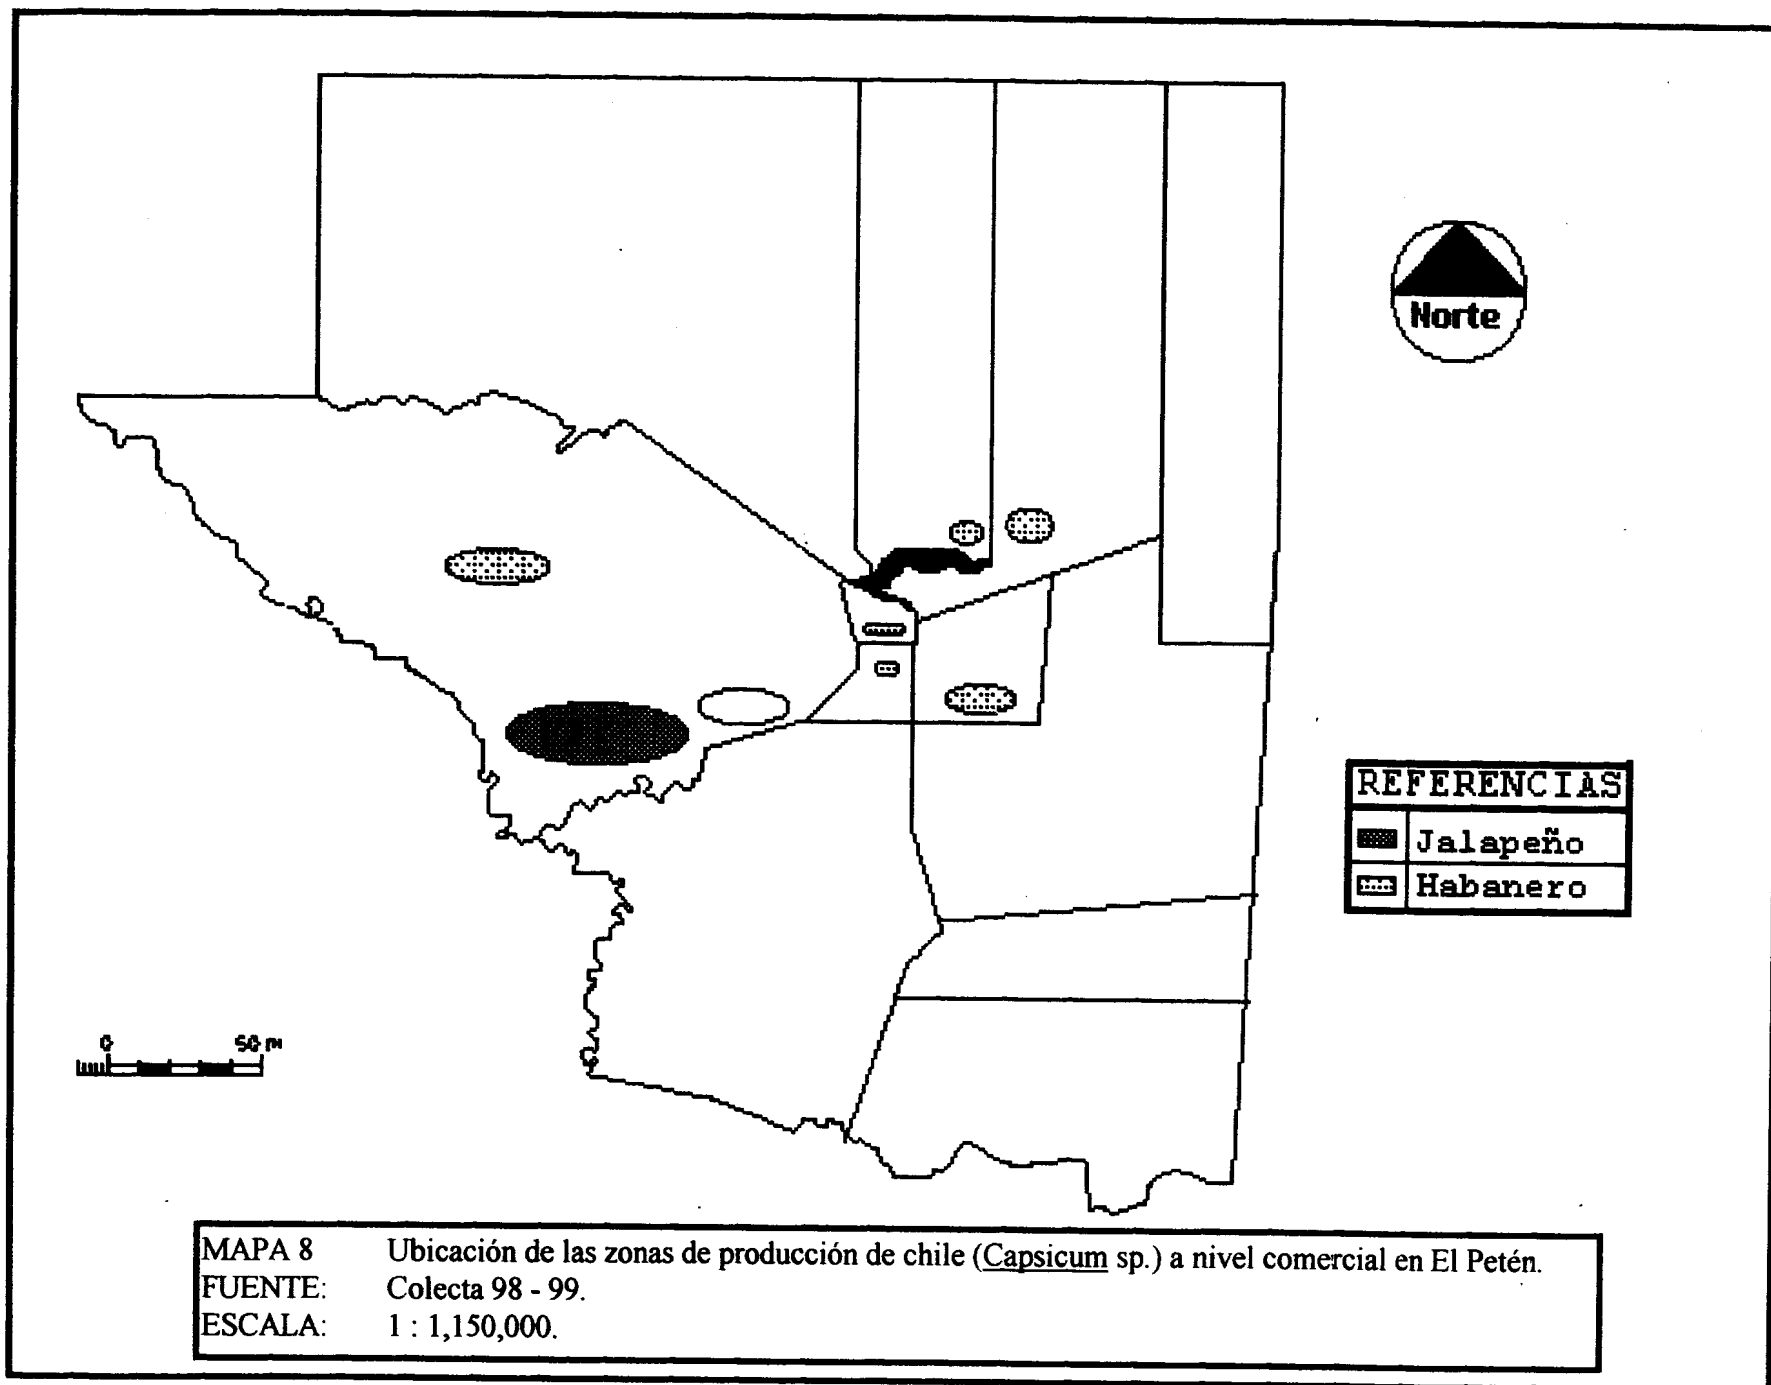 Norte
REFERENCIAS
Jalapeño
Habanero
0 50 m
MAPA 8 Ubicación de las zonas de producción de chile (Capsicum sp.) a nivel comercial en El Petén.
FUENTE: Colecta 98 - 99.
ESCALA: 1 : 1,150,000.